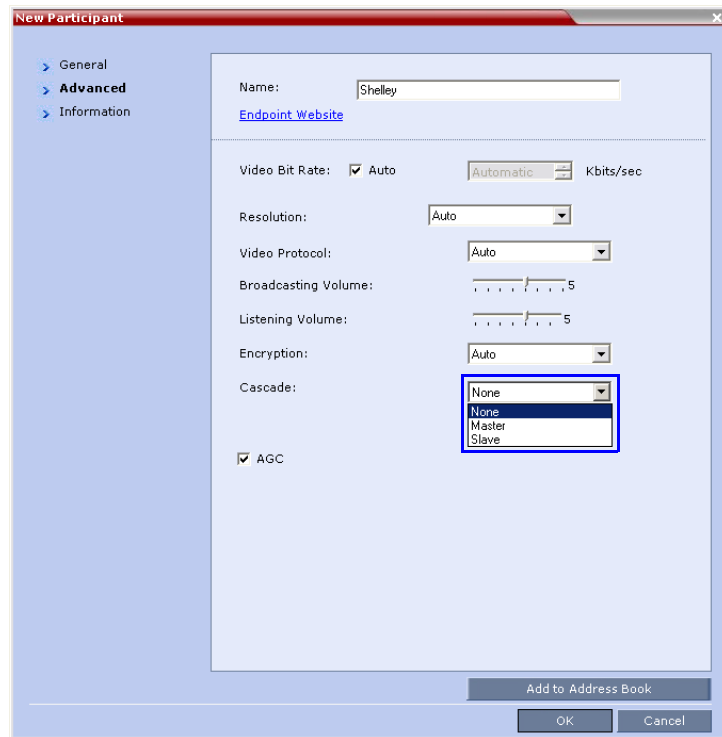 New Participant
General
Advanced
Information
Name: Shelley
Endpoint Website
Video Bit Rate: Auto Automatic Kbits/sec
Resolution: Auto
Video Protocol: Auto
Broadcasting Volume: 5
Listening Volume: 5
Encryption: Auto
Cascade: None
None
Master
Slave
AGC
Add to Address Book
OK Cancel